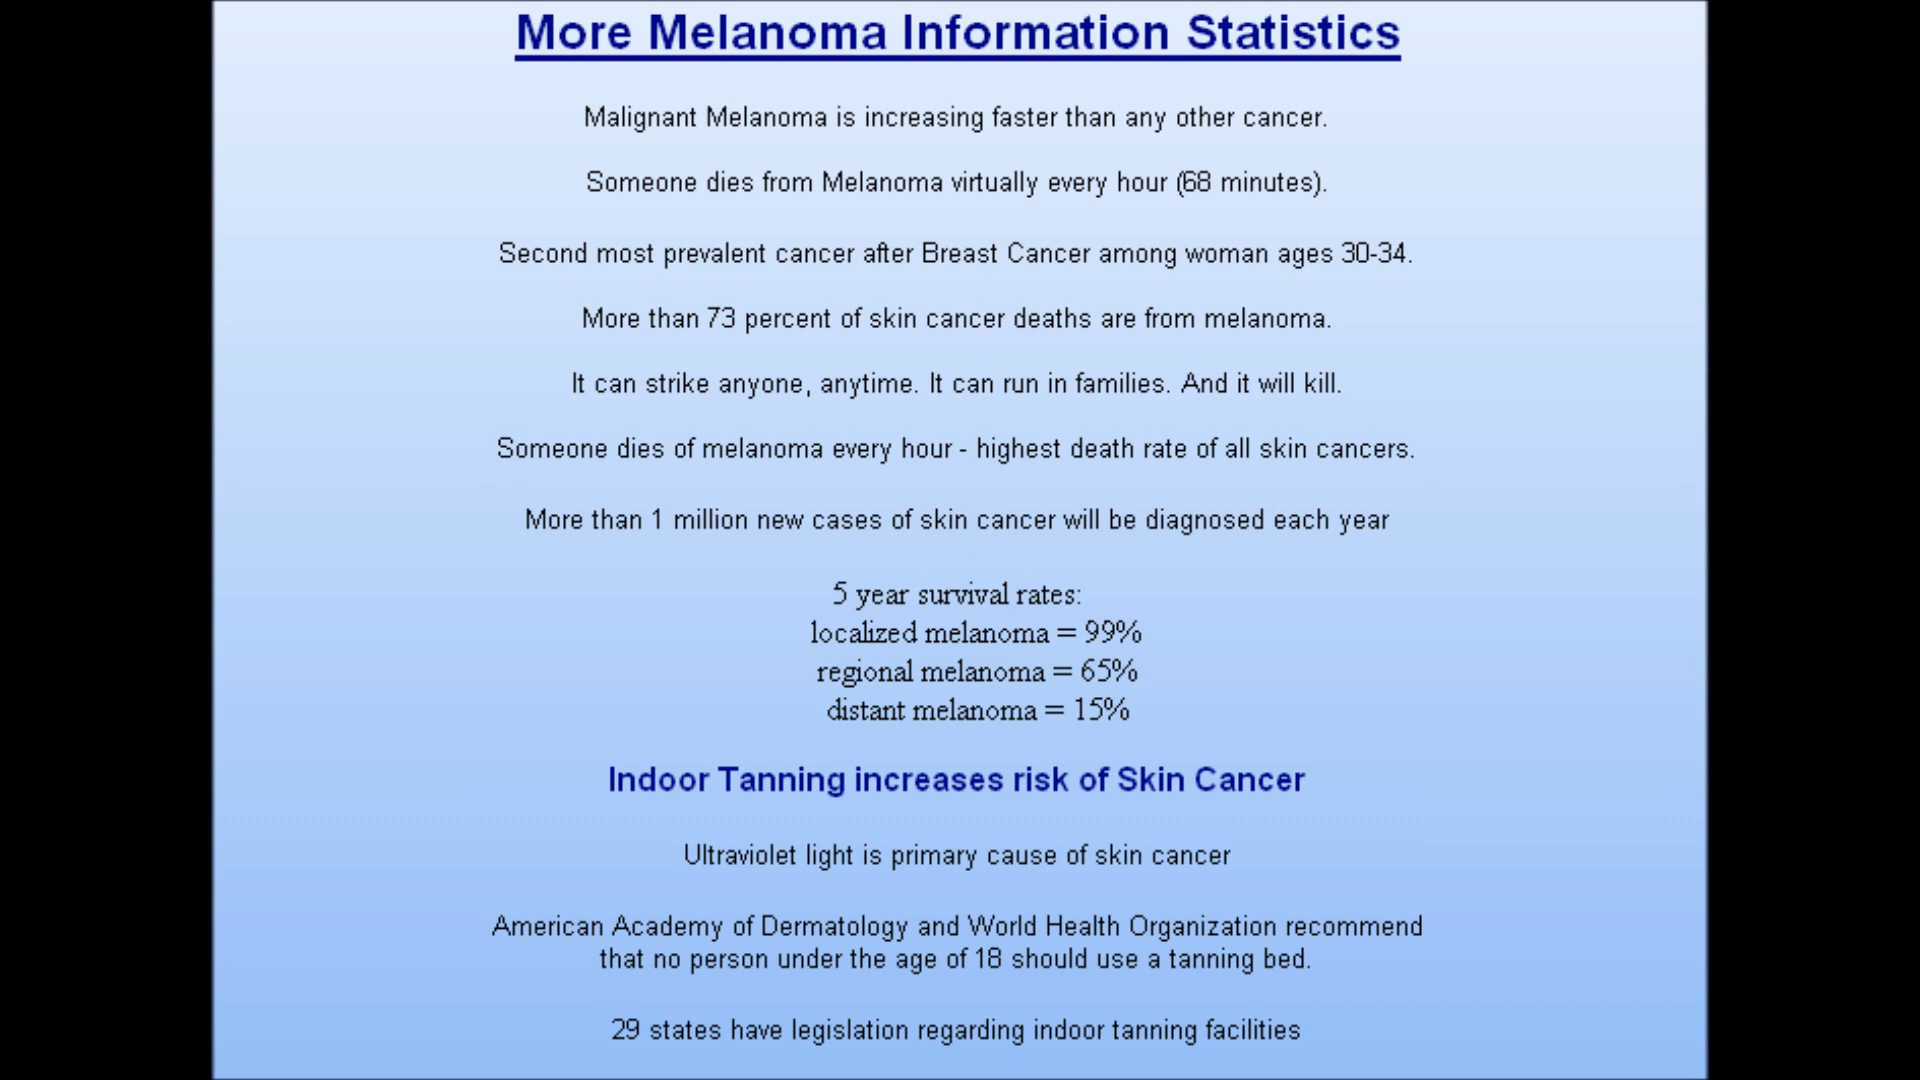 More Melanoma Information Statistics
Malignant Melanoma is increasing faster than any other cancer.
Someone dies from Melanoma virtually every hour (68 minutes).
Second most prevalent cancer after Breast Cancer among woman ages 30-34.
More than 73 percent of skin cancer deaths are from melanoma.
It can strike anyone, anytime. It can run in families. And it will kill.
Someone dies of melanoma every hour - highest death rate of all skin cancers.
More than 1 million new cases of skin cancer will be diagnosed each year
5 year survival rates:
localized melanoma = 99%
regional melanoma = 65%
distant melanoma = 15%
Indoor Tanning increases risk of Skin Cancer
Ultraviolet light is primary cause of skin cancer
American Academy of Dermatology and World Health Organization recommend
that no person under the age of 18 should use a tanning bed.
29 states have legislation regarding indoor tanning facilities